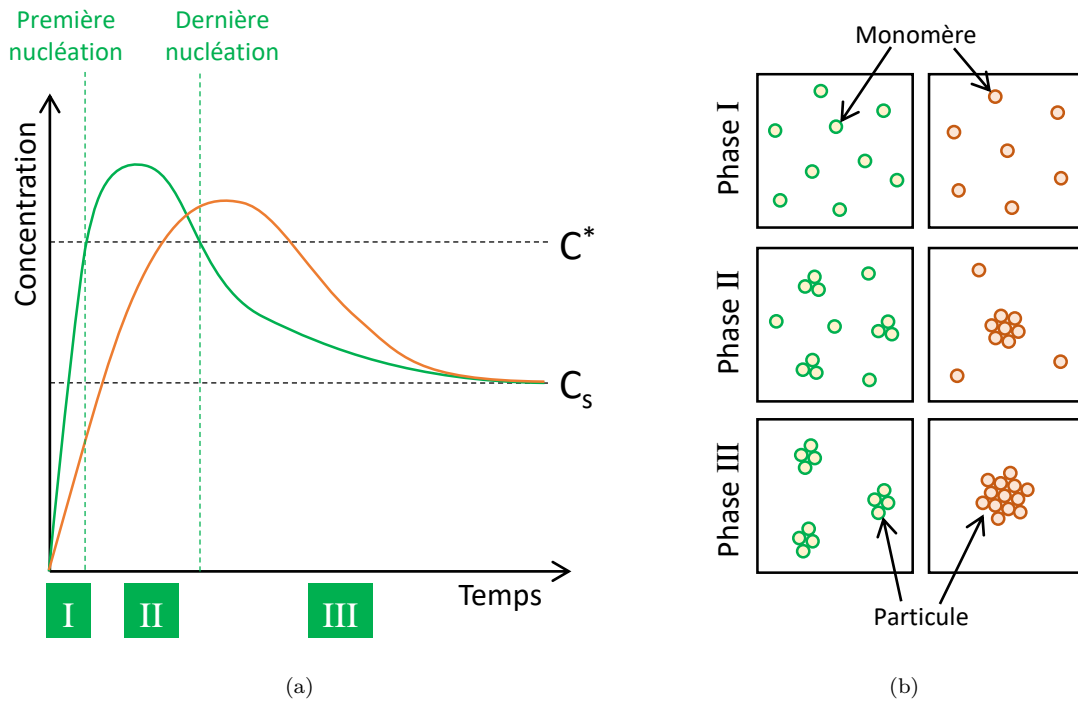 Première
nucléation
Dernière
nucléation
Concentration
C*
Cs
Temps
I
II
III
(a)
Monomère
Phase I
Phase II
Phase III
Particule
(b)